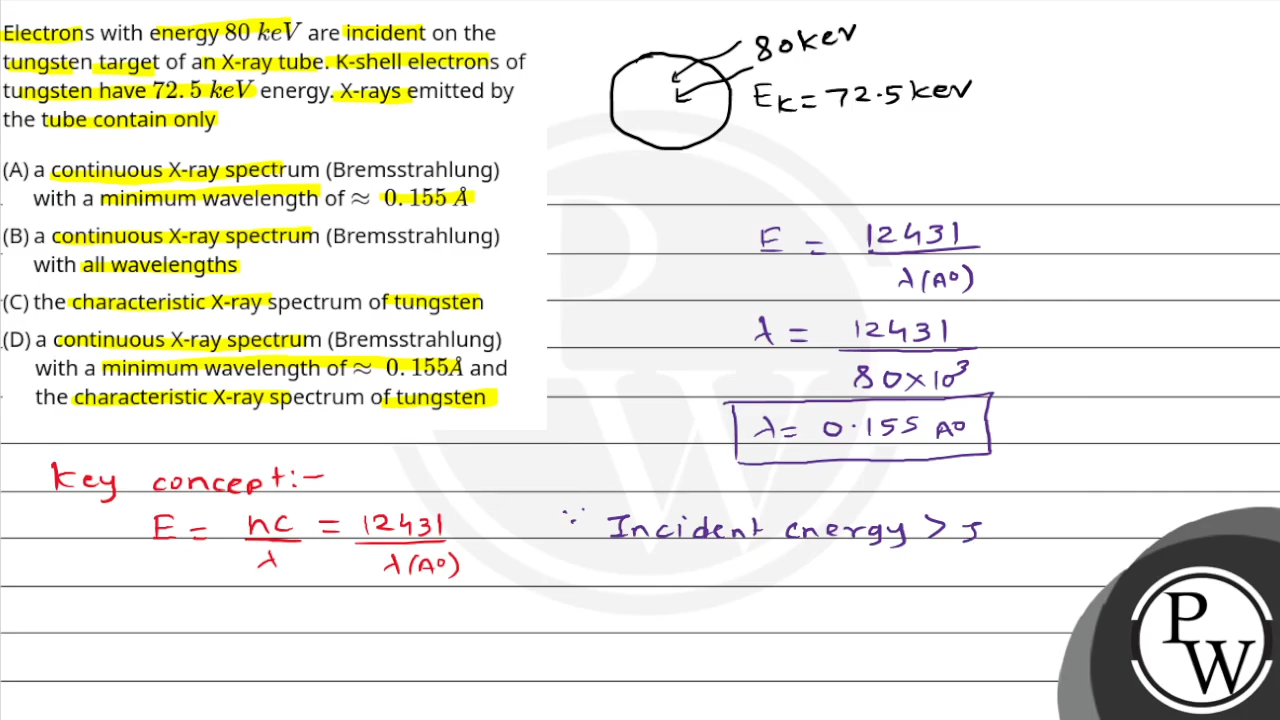 Electrons with energy 80 keV are incident on the
tungsten target of an X-ray tube. K-shell electrons of
tungsten have 72.5 keV energy. X-rays emitted by
the tube contain only
(A) a continuous X-ray spectrum (Bremsstrahlung)
with a minimum wavelength of ≈ 0.155 Å
(B) a continuous X-ray spectrum (Bremsstrahlung)
with all wavelengths
(C) the characteristic X-ray spectrum of tungsten
(D) a continuous X-ray spectrum (Bremsstrahlung)
with a minimum wavelength of ≈ 0.155Å and
the characteristic X-ray spectrum of tungsten
80kev
EK = 72.5 kev
E = 12431 / λ(A°)
λ = 12431 / 80×10³
λ = 0.155 A°
Key concept:-
E = hc / λ = 12431 / λ(A°)
∵ Incident energy >
PW
PW